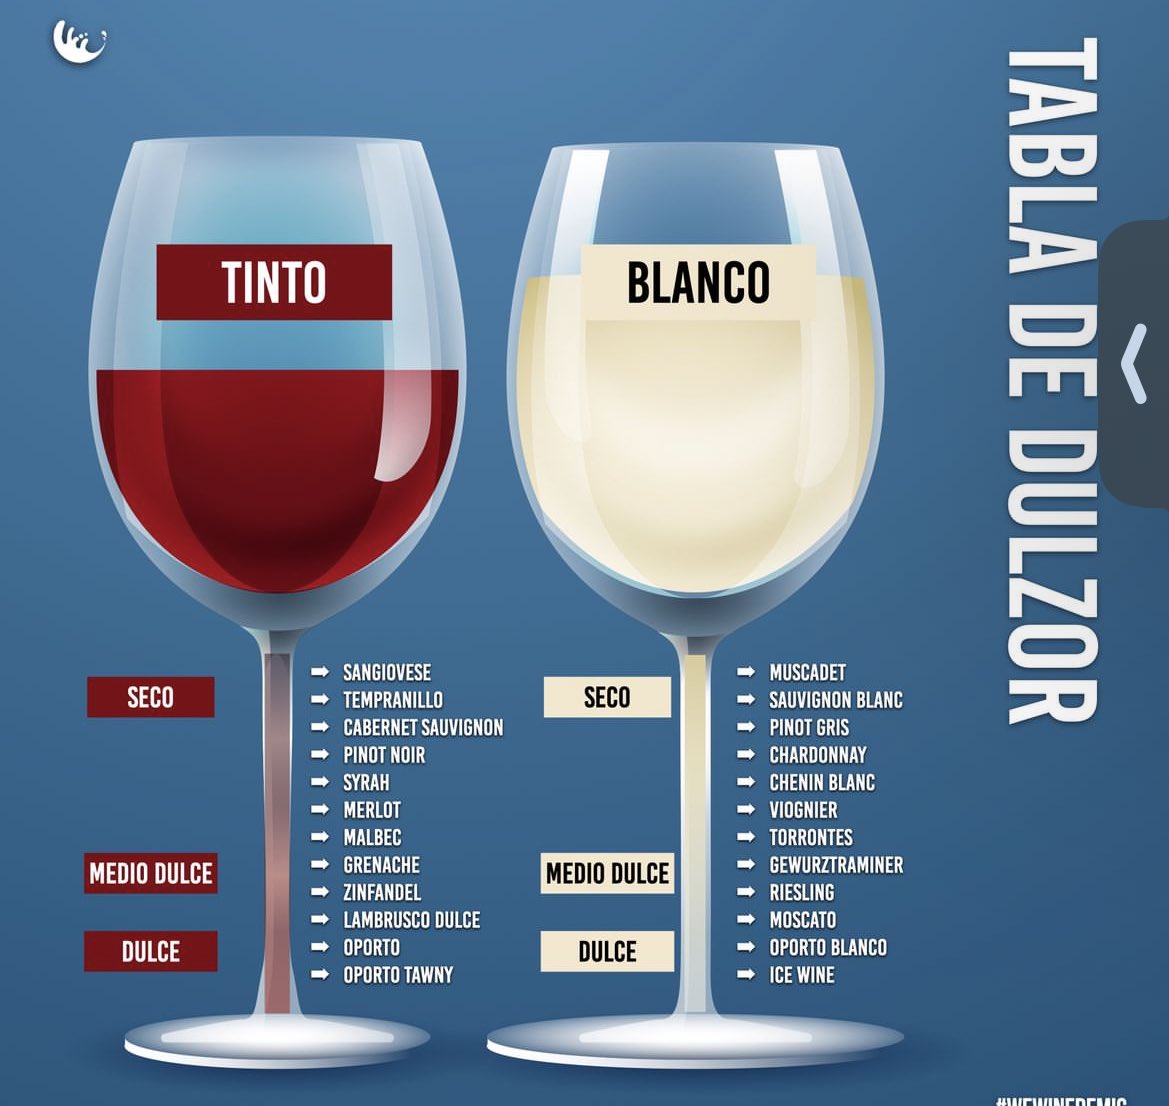 TABLA DE DULZOR
TINTO
SECO
MEDIO DULCE
DULCE
SANGIOVESE
TEMPRANILLO
CABERNET SAUVIGNON
PINOT NOIR
SYRAH
MERLOT
MALBEC
GRENACHE
ZINFANDEL
LAMBRUSCO DULCE
OPORTO
OPORTO TAWNY
BLANCO
SECO
MEDIO DULCE
DULCE
MUSCADET
SAUVIGNON BLANC
PINOT GRIS
CHARDONNAY
CHENIN BLANC
VIOGNIER
TORRONTES
GEWURZTRAMINER
RIESLING
MOSCATO
OPORTO BLANCO
ICE WINE